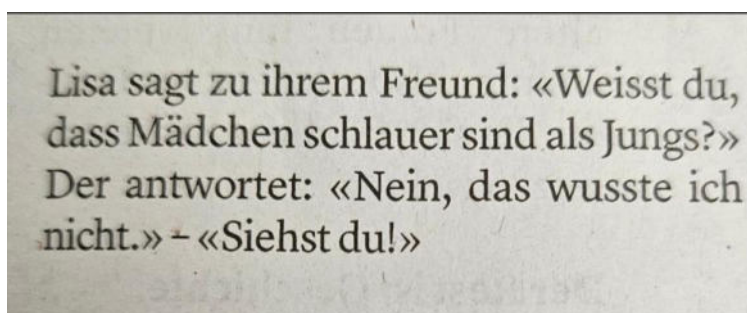 Lisa sagt zu ihrem Freund: «Weisst du,
dass Mädchen schlauer sind als Jungs?»
Der antwortet: «Nein, das wusste ich
nicht.» – «Siehst du!»